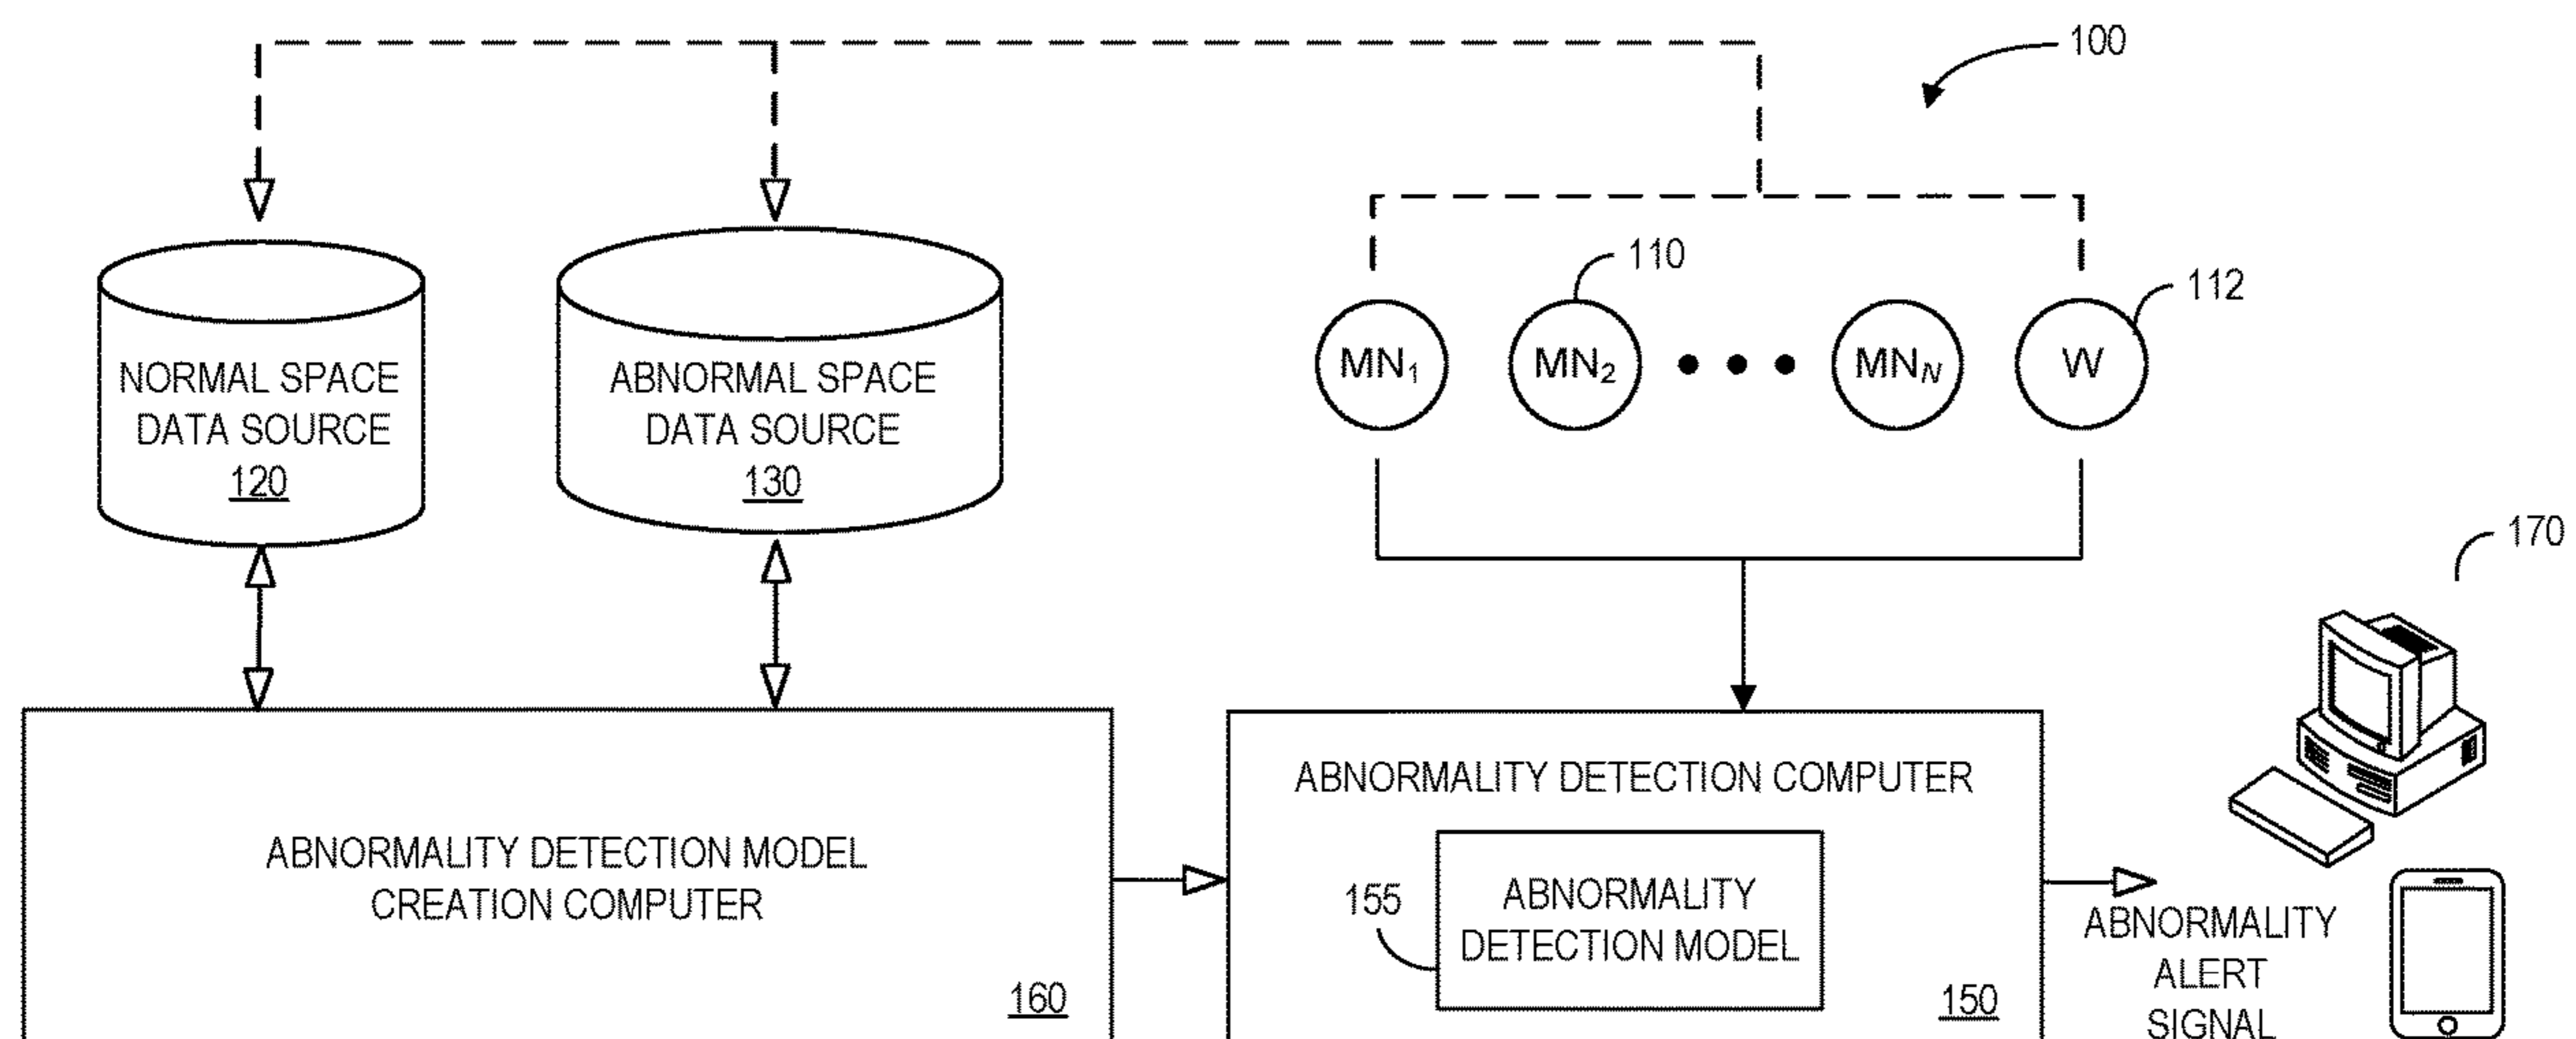 100
110
112
MN1
MN2
MNN
W
NORMAL SPACE
DATA SOURCE
120
ABNORMAL SPACE
DATA SOURCE
130
170
ABNORMALITY DETECTION MODEL
CREATION COMPUTER
160
ABNORMALITY DETECTION COMPUTER
155
ABNORMALITY
DETECTION MODEL
150
ABNORMALITY
ALERT
SIGNAL